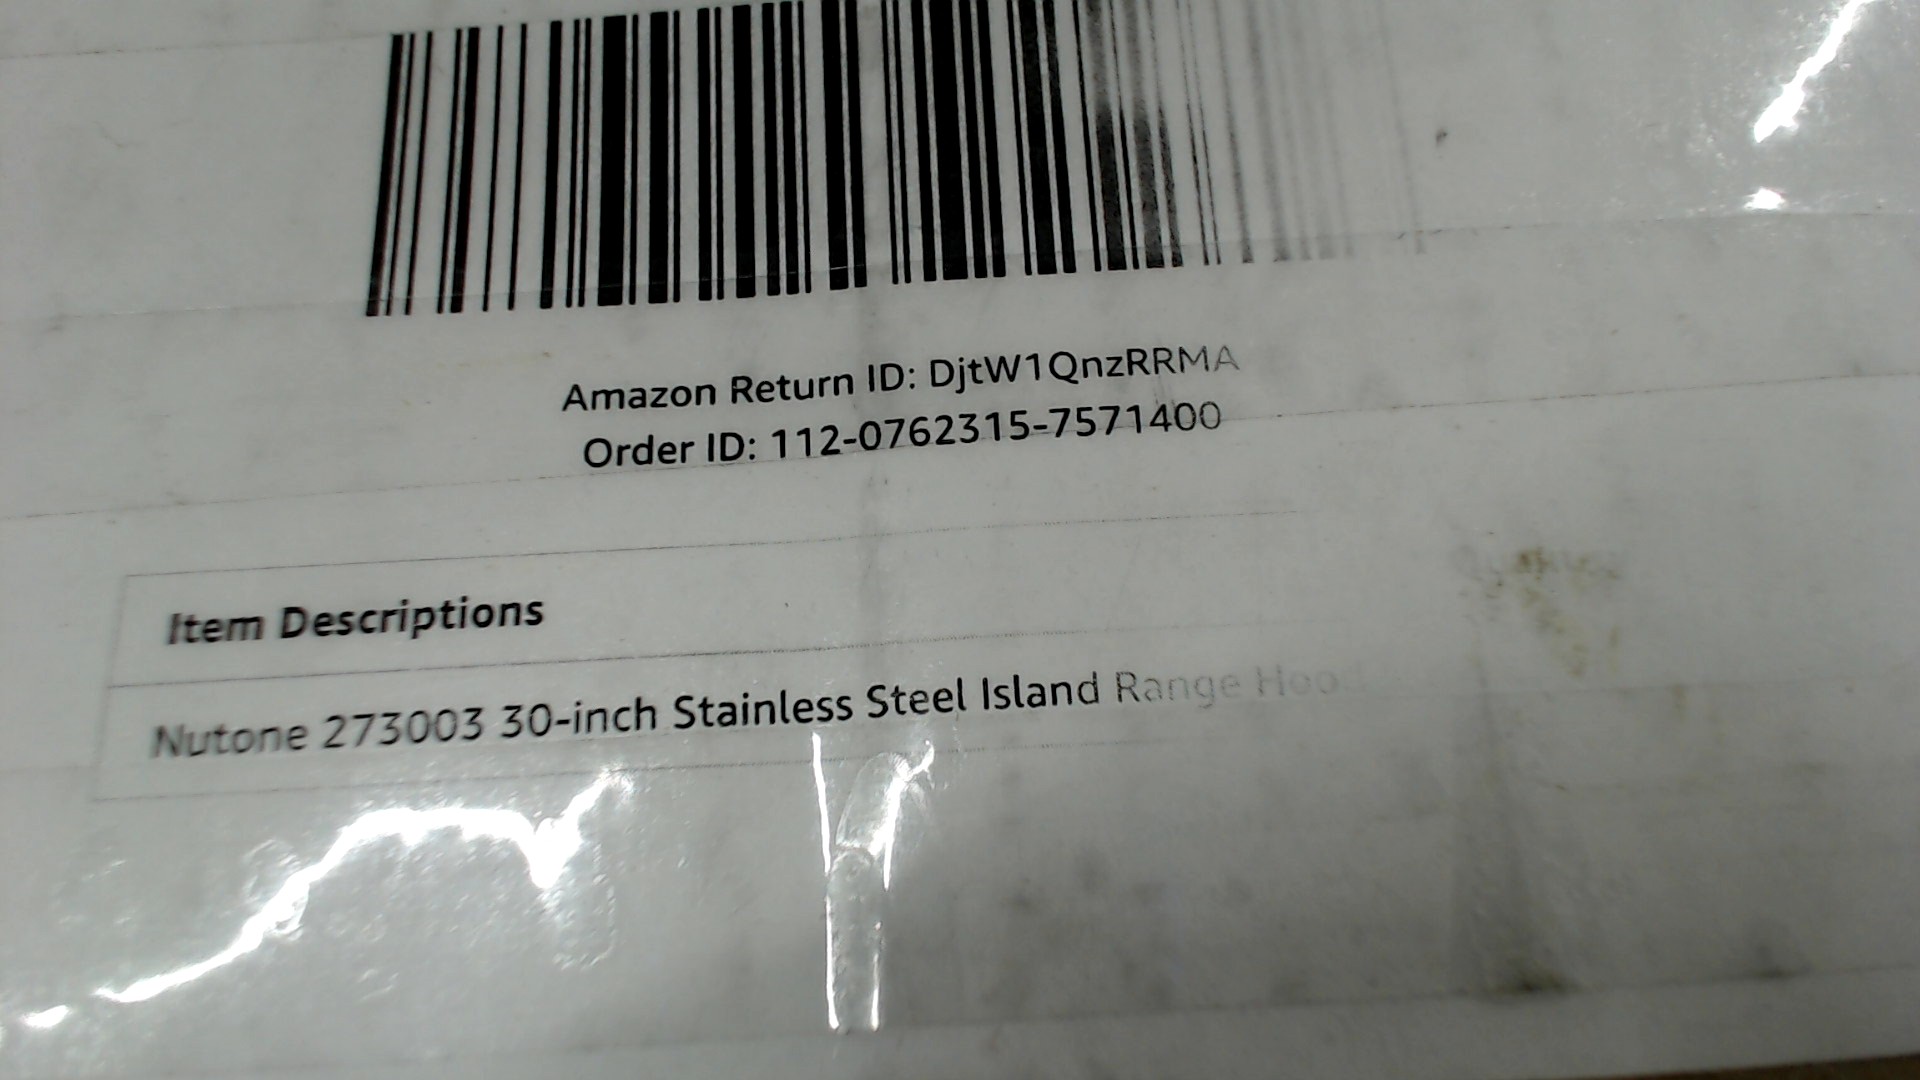 Amazon Return ID: DjtW1QnzRRMA
Order ID: 112-0762315-7571400
Item Descriptions
Nutone 273003 30-inch Stainless Steel Island Range